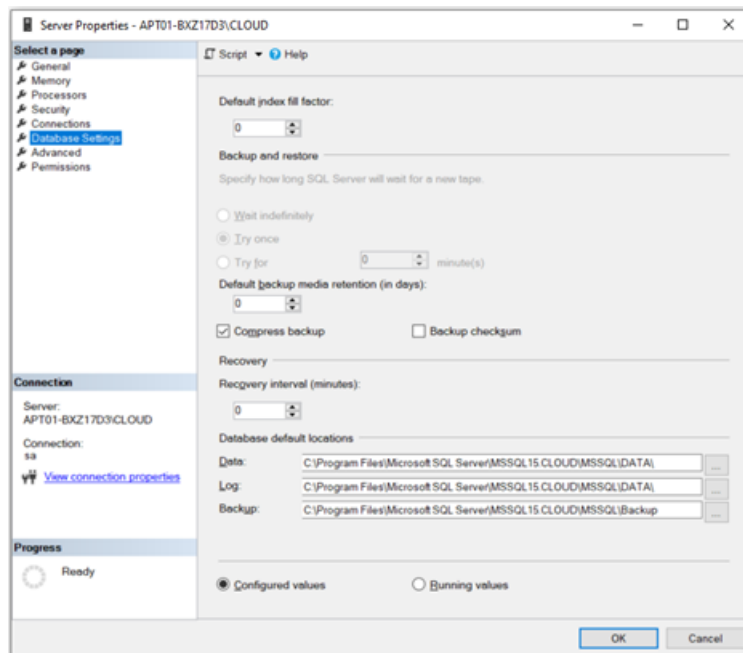 Server Properties - APT01-BXZ17D3\CLOUD
Select a page
General
Memory
Processors
Security
Connections
Database Settings
Advanced
Permissions
Connection
Server:
APT01-BXZ17D3\CLOUD
Connection:
sa
View connection properties
Progress
Ready
Script Help
Default index fill factor:
0
Backup and restore
Specify how long SQL Server will wait for a new tape.
Wait indefinitely
Try once
Try for 0 minute(s)
Default backup media retention (in days):
0
Compress backup Backup checksum
Recovery
Recovery interval (minutes):
0
Database default locations
Data: C:\Program Files\Microsoft SQL Server\MSSQL15.CLOUD\MSSQL\DATA\ ...
Log: C:\Program Files\Microsoft SQL Server\MSSQL15.CLOUD\MSSQL\DATA\ ...
Backup: C:\Program Files\Microsoft SQL Server\MSSQL15.CLOUD\MSSQL\Backup ...
Configured values Running values
OK Cancel